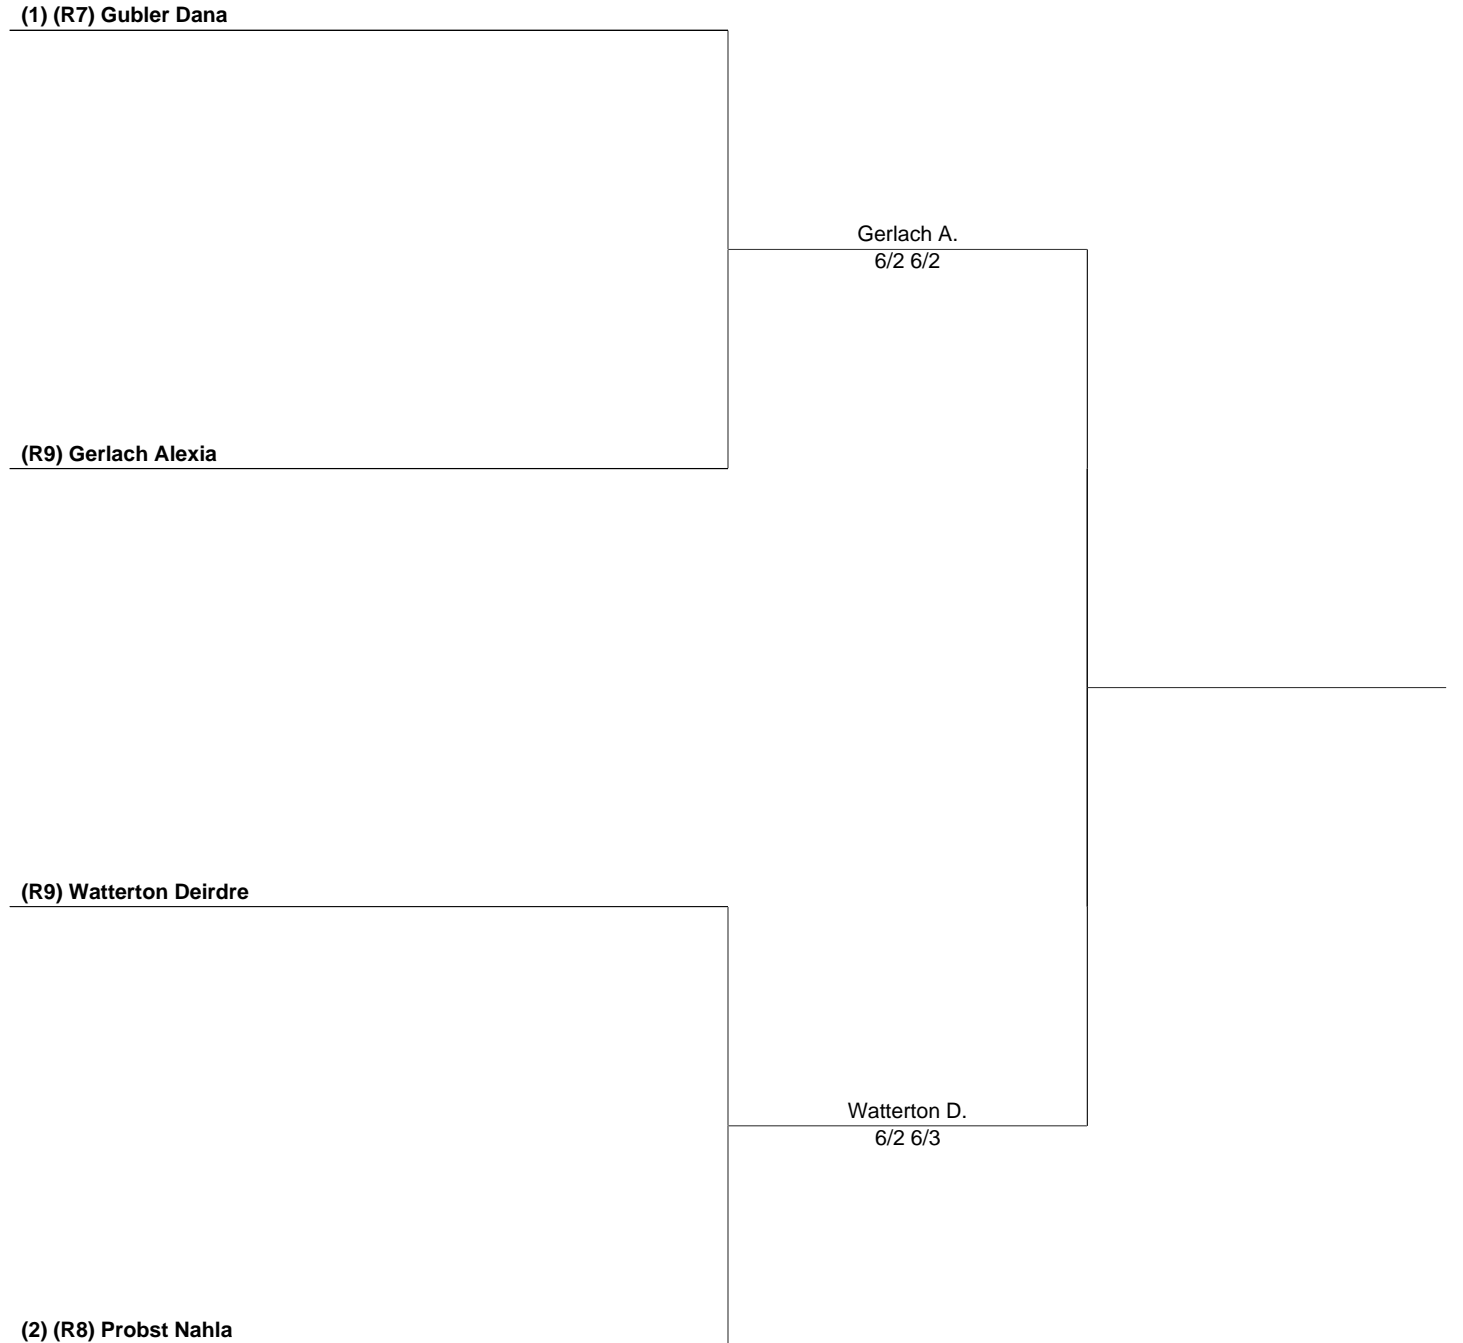 (1) (R7) Gubler Dana
Gerlach A.
6/2 6/2
(R9) Gerlach Alexia
(R9) Watterton Deirdre
Watterton D.
6/2 6/3
(2) (R8) Probst Nahla